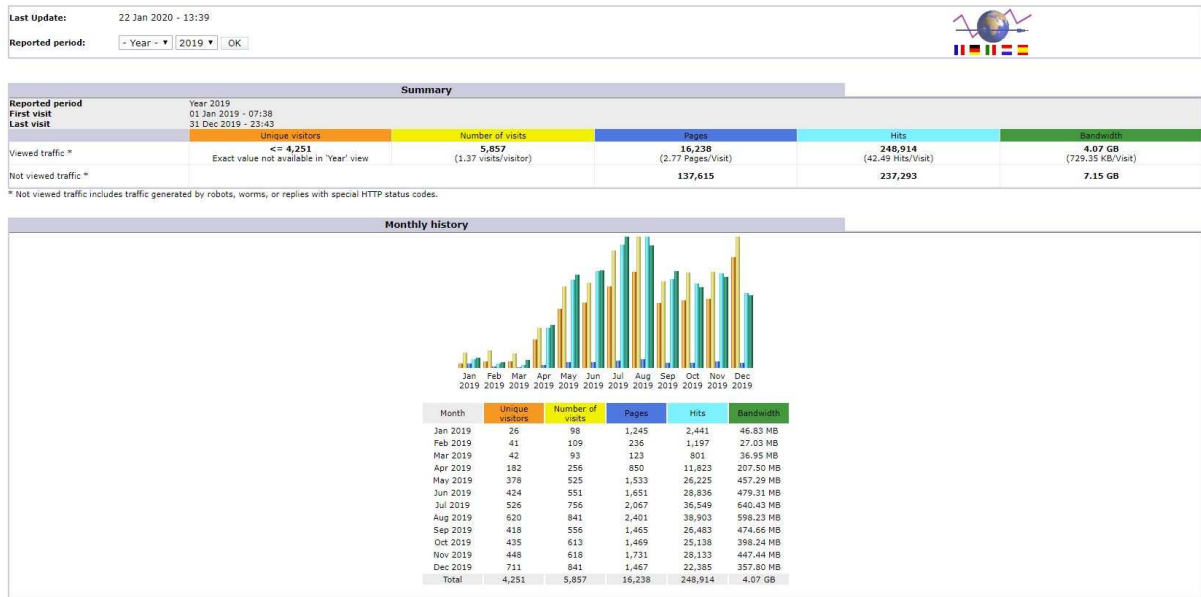 Last Update: 22 Jan 2020 - 13:39
Reported period: - Year - 2019 OK
Summary
Reported period Year 2019
First visit 01 Jan 2019 - 07:38
Last visit 31 Dec 2019 - 23:43
Unique visitors Number of visits Pages Hits Bandwidth
Viewed traffic * <= 4,251 5,857 16,238 248,914 4.07 GB
Exact value not available in 'Year' view (1.37 visits/visitor) (2.77 Pages/Visit) (42.49 Hits/Visit) (729.35 KB/Visit)
Not viewed traffic * 137,615 237,293 7.15 GB
* Not viewed traffic includes traffic generated by robots, worms, or replies with special HTTP status codes.
Monthly history
Jan Feb Mar Apr May Jun Jul Aug Sep Oct Nov Dec
2019 2019 2019 2019 2019 2019 2019 2019 2019 2019 2019 2019
Month Unique visitors Number of visits Pages Hits Bandwidth
Jan 2019 26 98 1,245 2,441 46.83 MB
Feb 2019 41 109 236 1,197 27.03 MB
Mar 2019 42 93 123 801 36.95 MB
Apr 2019 182 256 850 11,823 207.50 MB
May 2019 378 525 1,533 26,225 457.29 MB
Jun 2019 424 551 1,651 28,836 479.31 MB
Jul 2019 526 756 2,067 36,549 640.43 MB
Aug 2019 620 841 2,401 38,903 598.23 MB
Sep 2019 418 556 1,465 26,483 474.66 MB
Oct 2019 435 613 1,469 25,138 398.24 MB
Nov 2019 448 618 1,731 28,133 447.44 MB
Dec 2019 711 841 1,467 22,385 357.80 MB
Total 4,251 5,857 16,238 248,914 4.07 GB